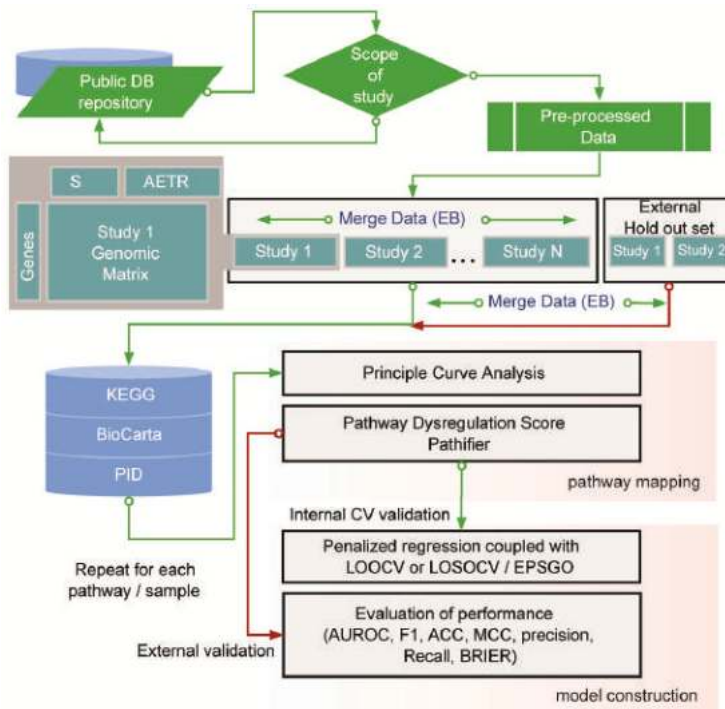 Public DB
repository
Scope
of
study
Pre-processed
Data
S
AETR
Genes
Study 1
Genomic
Matrix
Merge Data (EB)
Study 1
Study 2
...
Study N
External
Hold out set
Study 1
Study 2
Merge Data (EB)
KEGG
BioCarta
PID
Principle Curve Analysis
Pathway Dysregulation Score
Pathifier
pathway mapping
Internal CV validation
Repeat for each
pathway / sample
Penalized regression coupled with
LOOCV or LOSOCV / EPSGO
Evaluation of performance
(AUROC, F1, ACC, MCC, precision,
Recall, BRIER)
External validation
model construction